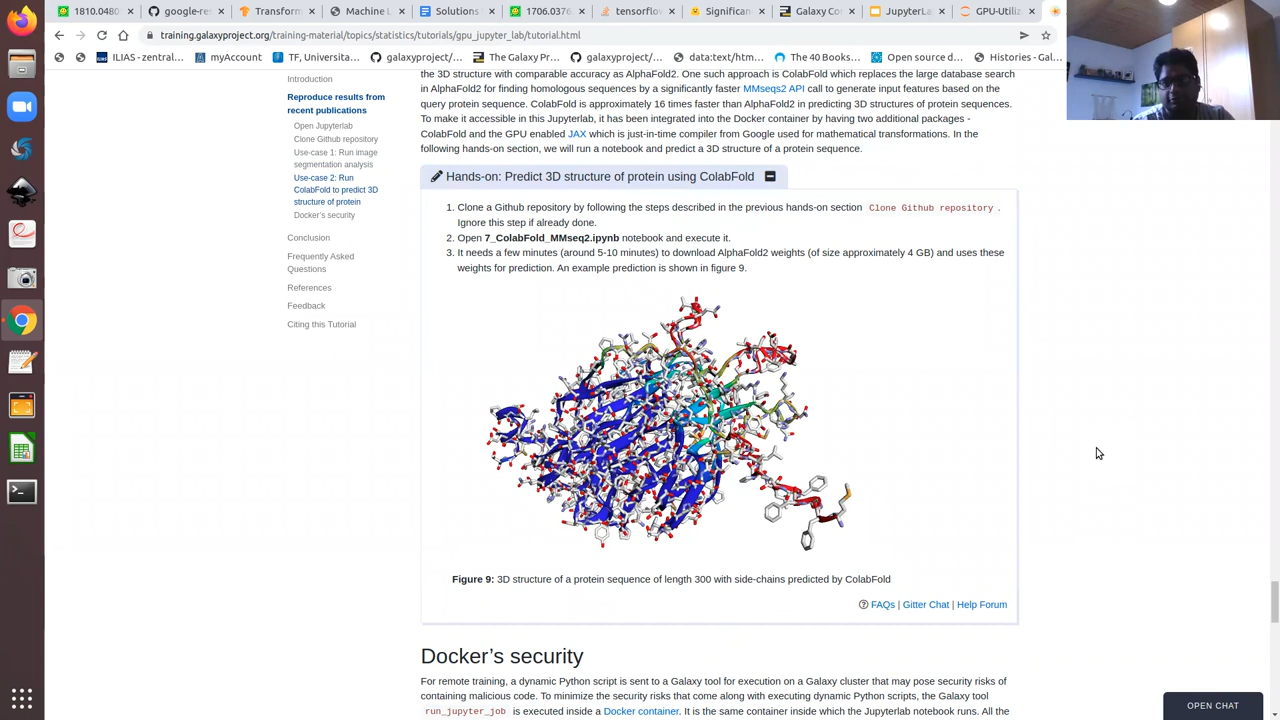 1810.0480
google-res
Transform
Machine L
Solutions
1706.0376
tensorflov
Significan
Galaxy Co
JupyterLa
GPU-Utiliz
training.galaxyproject.org/training-material/topics/statistics/tutorials/gpu_jupyter_lab/tutorial.html
ILIAS - zentral...
myAccount
TF, Universita...
galaxyproject/...
The Galaxy Pr...
galaxyproject/...
data:text/htm...
The 40 Books...
Open source d...
Histories - Gal...
Introduction
Reproduce results from
recent publications
Open Jupyterlab
Clone Github repository
Use-case 1: Run image
segmentation analysis
Use-case 2: Run
ColabFold to predict 3D
structure of protein
Docker's security
Conclusion
Frequently Asked
Questions
References
Feedback
Citing this Tutorial
the 3D structure with comparable accuracy as AlphaFold2. One such approach is ColabFold which replaces the large database search
in AlphaFold2 for finding homologous sequences by a significantly faster MMseqs2 API call to generate input features based on the
query protein sequence. ColabFold is approximately 16 times faster than AlphaFold2 in predicting 3D structures of protein sequences.
To make it accessible in this Jupyterlab, it has been integrated into the Docker container by having two additional packages -
ColabFold and the GPU enabled JAX which is just-in-time compiler from Google used for mathematical transformations. In the
following hands-on section, we will run a notebook and predict a 3D structure of a protein sequence.
Hands-on: Predict 3D structure of protein using ColabFold
1. Clone a Github repository by following the steps described in the previous hands-on section Clone Github repository .
Ignore this step if already done.
2. Open 7_ColabFold_MMseq2.ipynb notebook and execute it.
3. It needs a few minutes (around 5-10 minutes) to download AlphaFold2 weights (of size approximately 4 GB) and uses these
weights for prediction. An example prediction is shown in figure 9.
Figure 9: 3D structure of a protein sequence of length 300 with side-chains predicted by ColabFold
FAQs | Gitter Chat | Help Forum
Docker's security
For remote training, a dynamic Python script is sent to a Galaxy tool for execution on a Galaxy cluster that may pose security risks of
containing malicious code. To minimize the security risks that come along with executing dynamic Python scripts, the Galaxy tool
run_jupyter_job is executed inside a Docker container. It is the same container inside which the Jupyterlab notebook runs. All the
OPEN CHAT